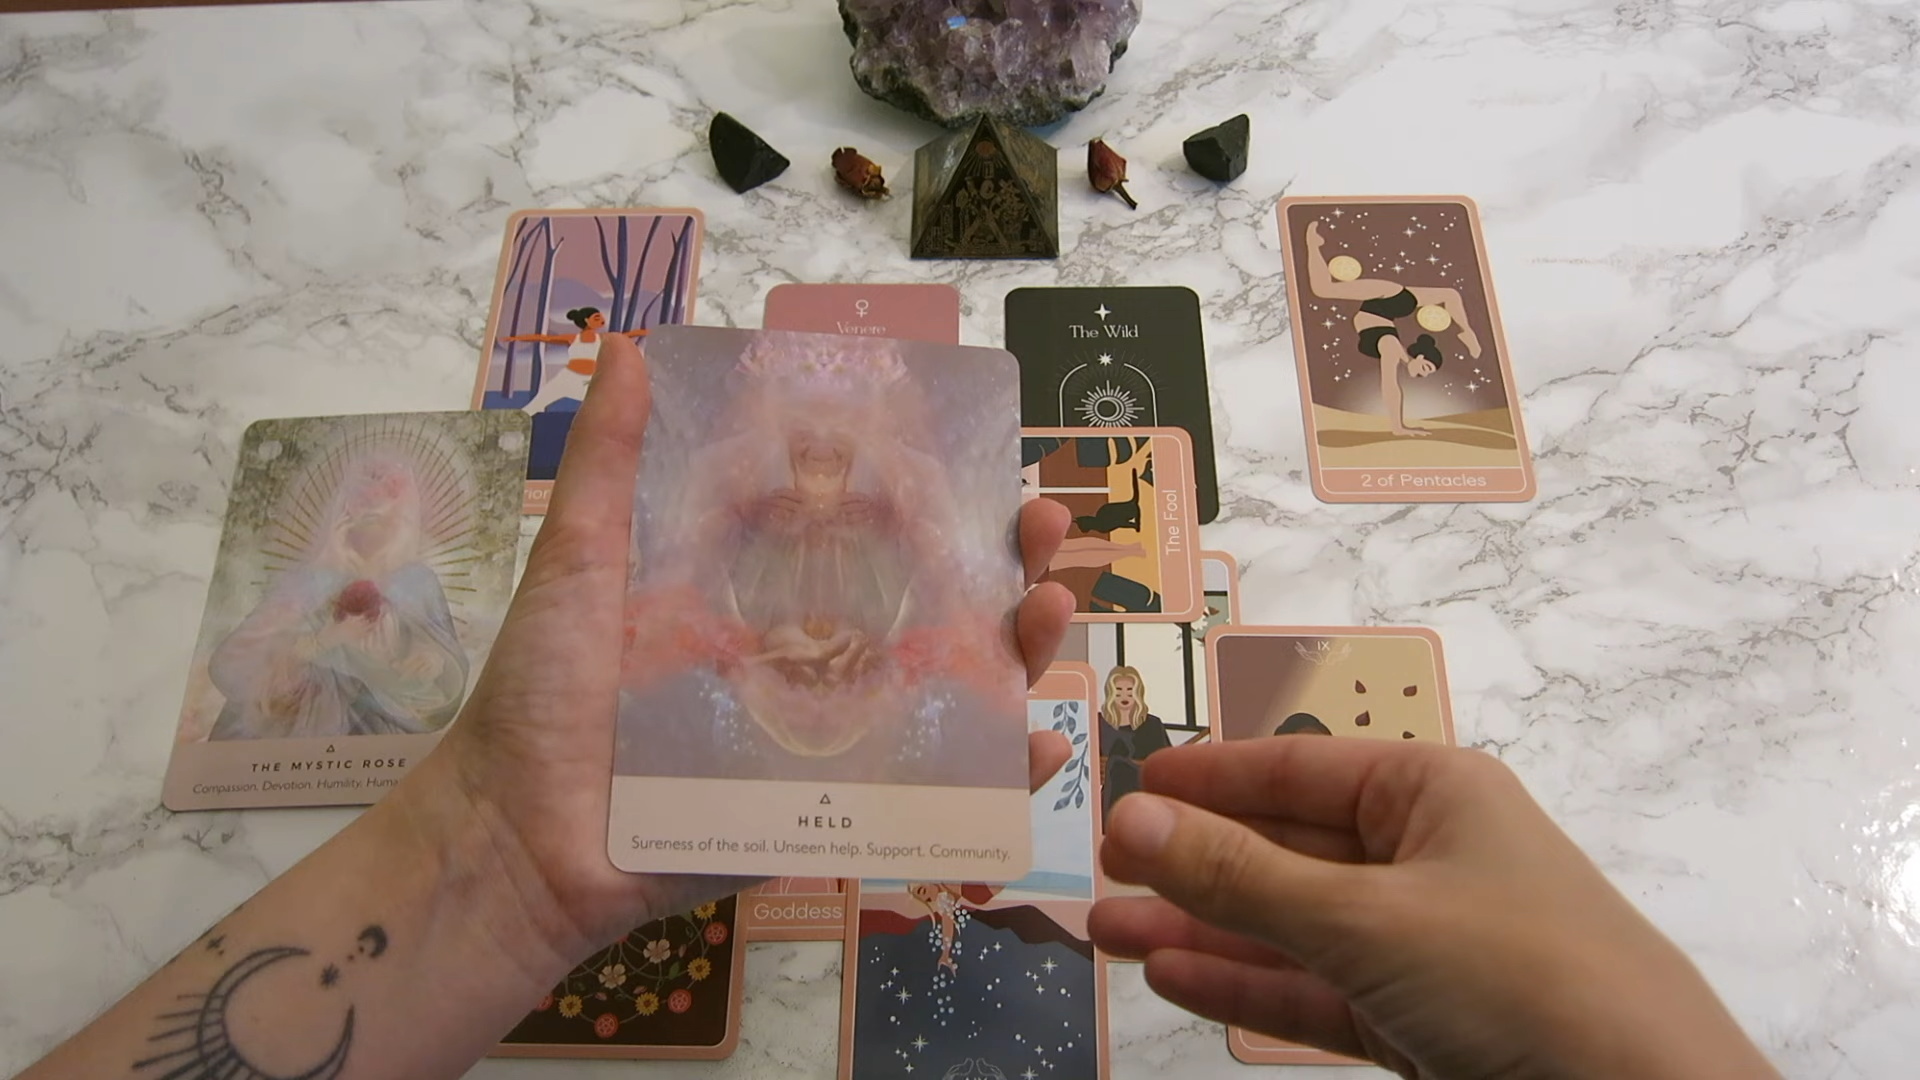 Venere
The Wild
2 of Pentacles
The Fool
IX
THE MYSTIC ROSE
Compassion. Devotion. Humility.
HELD
Sureness of the soil. Unseen help. Support. Community.
Goddess